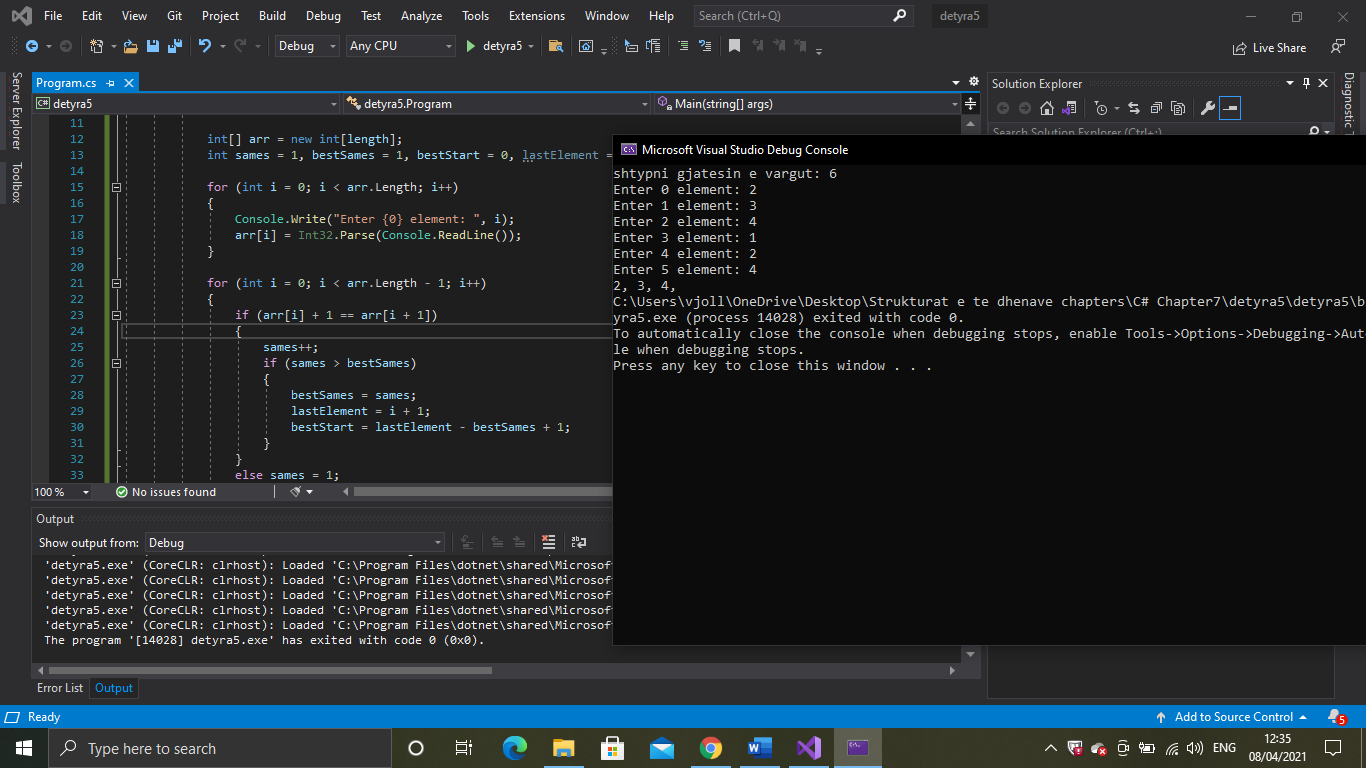 File Edit View Git Project Build Debug Test Analyze Tools Extensions Window Help Search (Ctrl+Q) detyra5
Debug Any CPU detyra5 Live Share
Server Explorer
Toolbox
Program.cs
detyra5 detyra5.Program Main(string[] args)
11
12 int[] arr = new int[length];
13 int sames = 1, bestSames = 1, bestStart = 0, lastElement =
14
15 for (int i = 0; i < arr.Length; i++)
16 {
17 Console.Write("Enter {0} element: ", i);
18 arr[i] = Int32.Parse(Console.ReadLine());
19 }
20
21 for (int i = 0; i < arr.Length - 1; i++)
22 {
23 if (arr[i] + 1 == arr[i + 1])
24 {
25 sames++;
26 if (sames > bestSames)
27 {
28 bestSames = sames;
29 lastElement = i + 1;
30 bestStart = lastElement - bestSames + 1;
31 }
32 }
33 else sames = 1;
100 % No issues found
Solution Explorer
Search Solution Explorer (Ctrl+;)
Diagnostic
Microsoft Visual Studio Debug Console
shtypni gjatesin e vargut: 6
Enter 0 element: 2
Enter 1 element: 3
Enter 2 element: 4
Enter 3 element: 1
Enter 4 element: 2
Enter 5 element: 4
2, 3, 4,
C:\Users\vjoll\OneDrive\Desktop\Strukturat e te dhenave chapters\C# Chapter7\detyra5\detyra5\b
yra5.exe (process 14028) exited with code 0.
To automatically close the console when debugging stops, enable Tools->Options->Debugging->Aut
le when debugging stops.
Press any key to close this window . . .
Output
Show output from: Debug
'detyra5.exe' (CoreCLR: clrhost): Loaded 'C:\Program Files\dotnet\shared\Microsoft
'detyra5.exe' (CoreCLR: clrhost): Loaded 'C:\Program Files\dotnet\shared\Microsoft
'detyra5.exe' (CoreCLR: clrhost): Loaded 'C:\Program Files\dotnet\shared\Microsoft
'detyra5.exe' (CoreCLR: clrhost): Loaded 'C:\Program Files\dotnet\shared\Microsoft
'detyra5.exe' (CoreCLR: clrhost): Loaded 'C:\Program Files\dotnet\shared\Microsoft
The program '[14028] detyra5.exe' has exited with code 0 (0x0).
Error List Output
Ready Add to Source Control 5
Type here to search ENG 12:35
08/04/2021